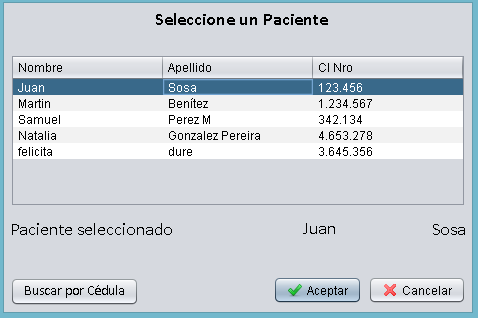 Seleccione un Paciente
Nombre Apellido CI Nro
Juan Sosa 123.456
Martin Benítez 1.234.567
Samuel Perez M 342.134
Natalia Gonzalez Pereira 4.653.278
felicita dure 3.645.356
Paciente seleccionado Juan Sosa
Buscar por Cédula Aceptar Cancelar